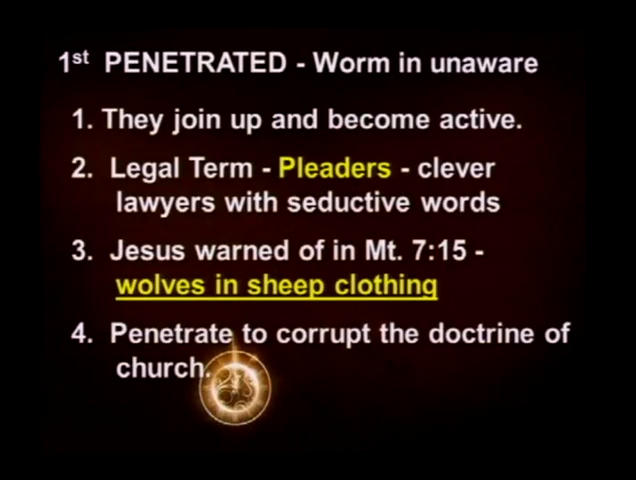 1st PENETRATED - Worm in unaware
1. They join up and become active.
2. Legal Term - Pleaders - clever
lawyers with seductive words
3. Jesus warned of in Mt. 7:15 -
wolves in sheep clothing
4. Penetrate to corrupt the doctrine of
church.